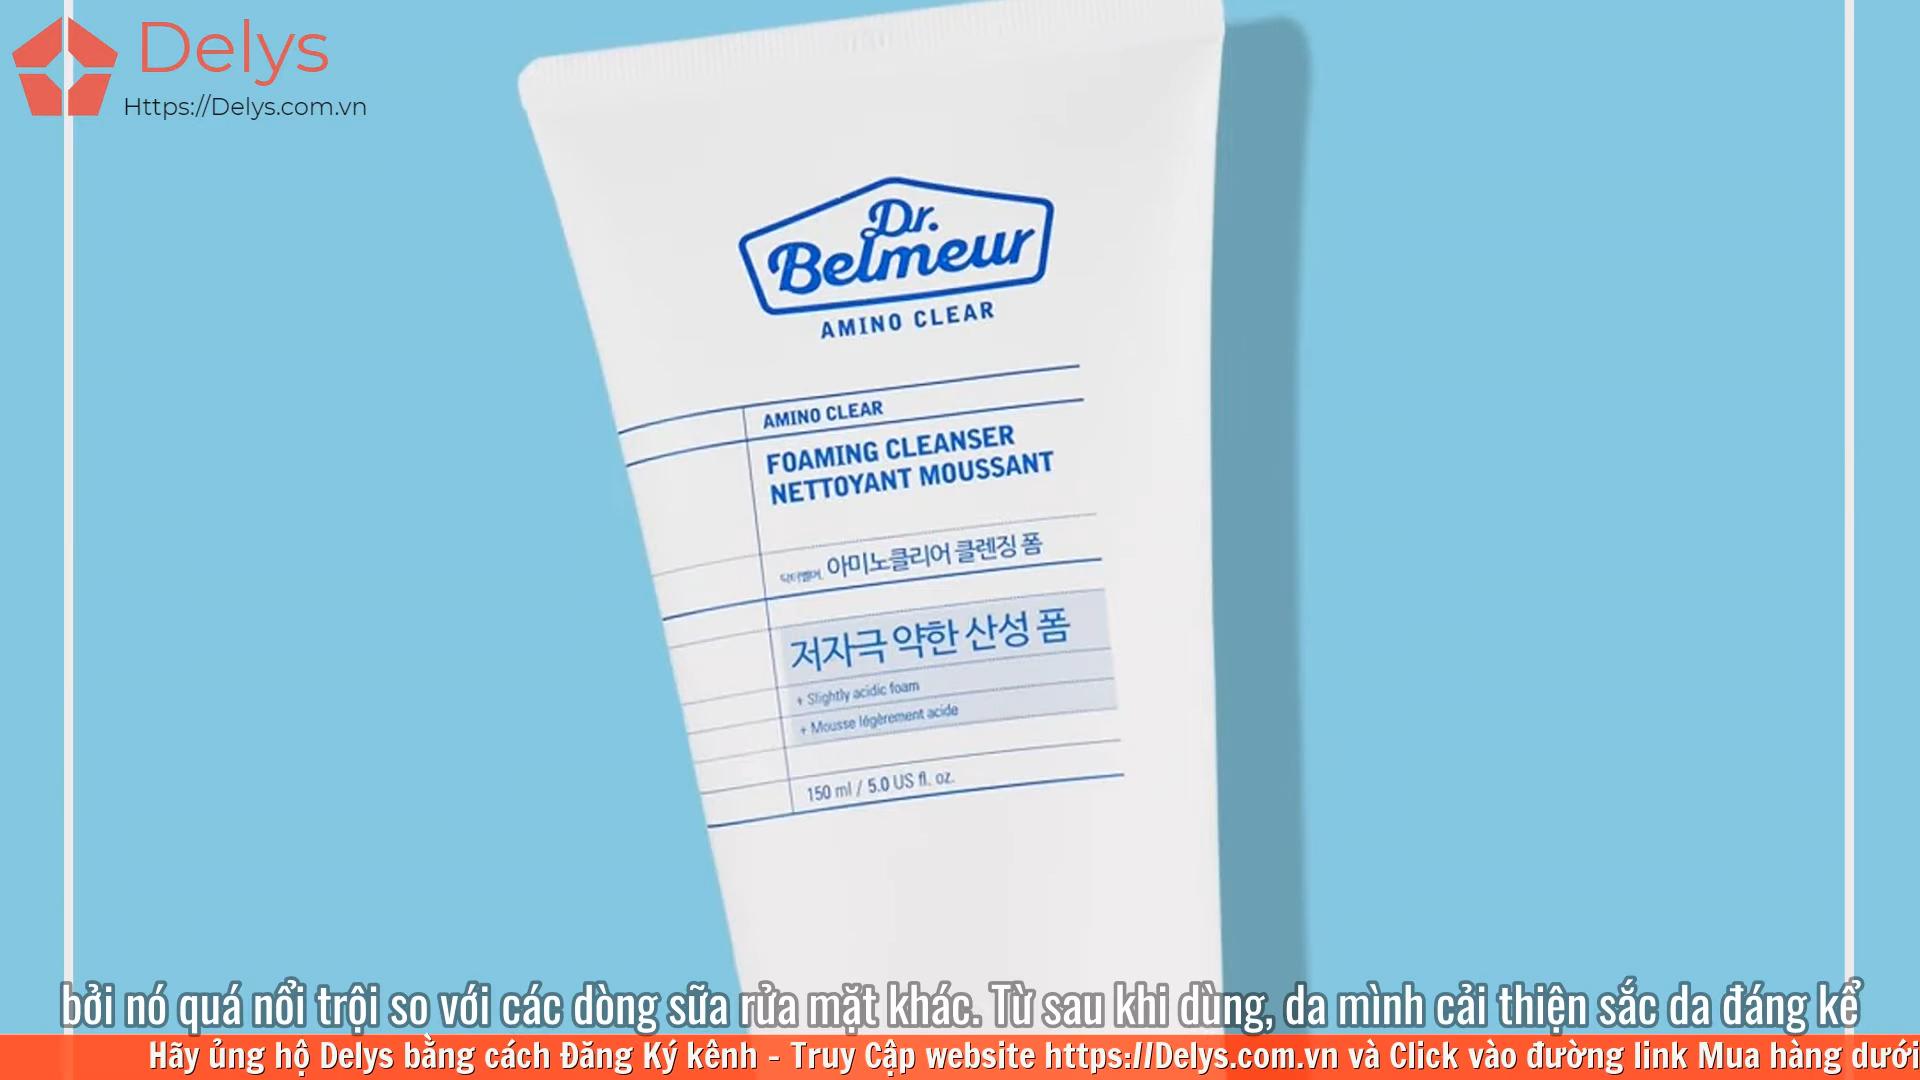 Delys
Https://Delys.com.vn
Dr.
Belmeur
AMINO CLEAR
AMINO CLEAR
FOAMING CLEANSER
NETTOYANT MOUSSANT
닥터벨머 아미노클리어 클렌징 폼
저자극 약한 산성 폼
+ Slightly acidic foam
+ Mousse légèrement acide
150 ml / 5.0 US fl. oz.
bởi nó quá nổi trội so với các dòng sữa rửa mặt khác. Từ sau khi dùng, da mình cải thiện sắc da đáng kể
Hãy ủng hộ Delys bằng cách Đăng Ký kênh - Truy Cập website https://Delys.com.vn và Click vào đường link Mua hàng dưới